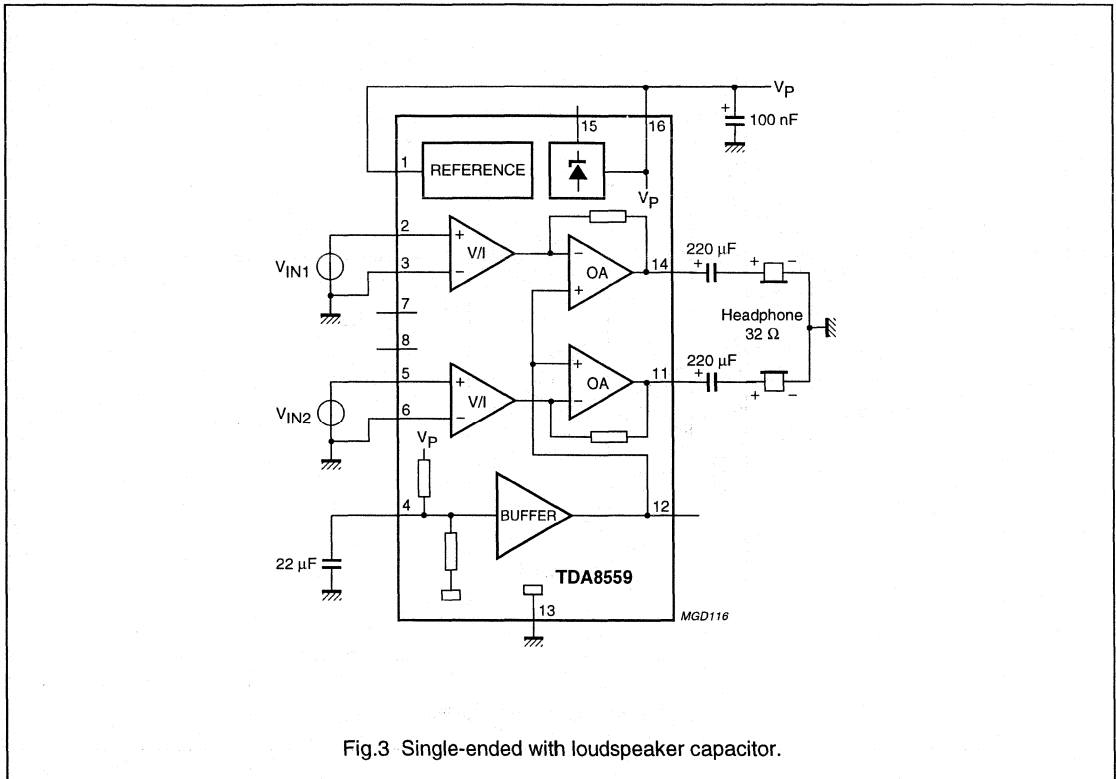 VP
+
100 nF
15
16
1
REFERENCE
VP
2
+
V/I
−
OA
+
14
220 µF
+
+ −
VIN1
3
−
7
Headphone
32 Ω
8
5
+
V/I
+
OA
−
11
220 µF
+
+ −
VIN2
6
−
VP
4
BUFFER
12
22 µF
TDA8559
13
MGD116
Fig.3 Single-ended with loudspeaker capacitor.